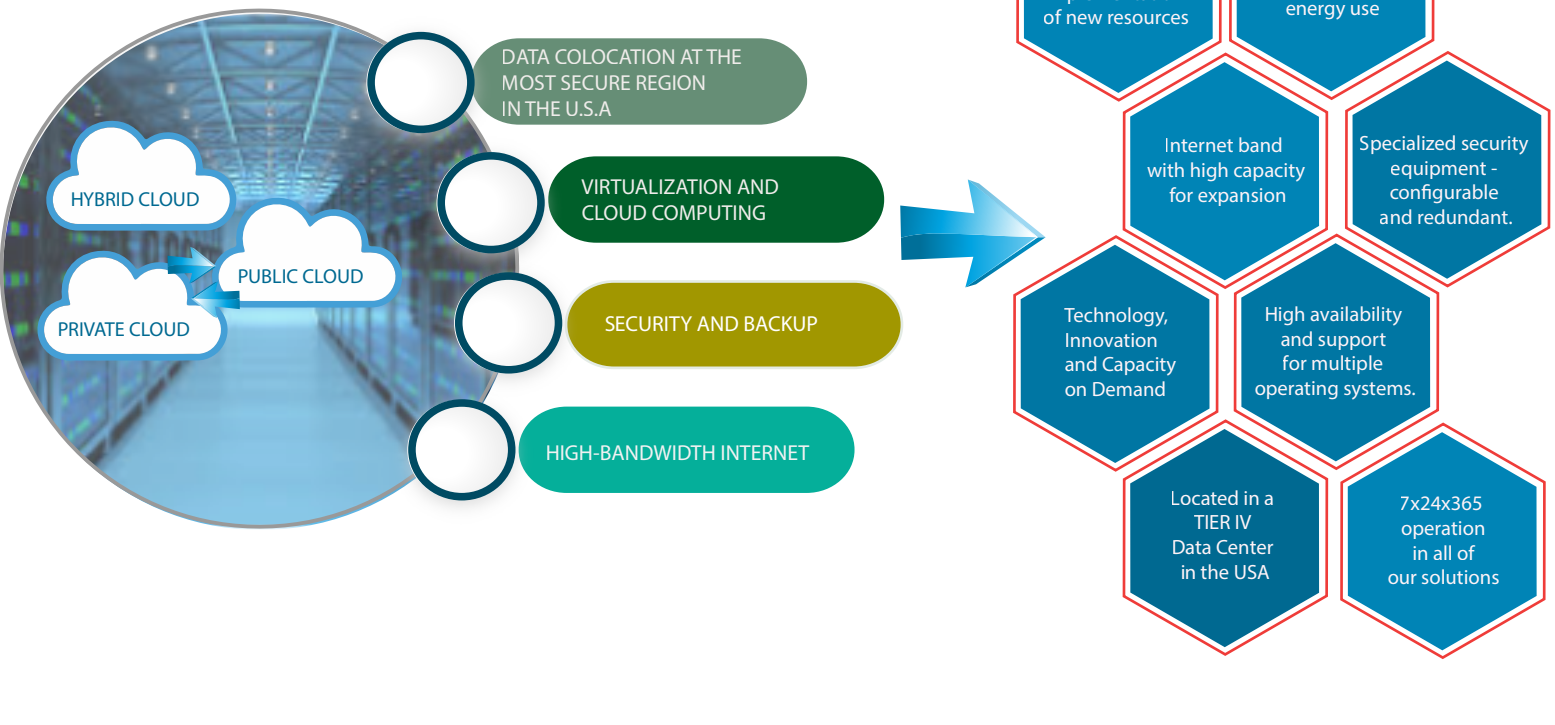 HYBRID CLOUD
PUBLIC CLOUD
PRIVATE CLOUD
DATA COLOCATION AT THE
MOST SECURE REGION
IN THE U.S.A
VIRTUALIZATION AND
CLOUD COMPUTING
SECURITY AND BACKUP
HIGH-BANDWIDTH INTERNET
of new resources
energy use
Internet band
with high capacity
for expansion
Specialized security
equipment -
configurable
and redundant.
Technology,
Innovation
and Capacity
on Demand
High availability
and support
for multiple
operating systems.
Located in a
TIER IV
Data Center
in the USA
7x24x365
operation
in all of
our solutions